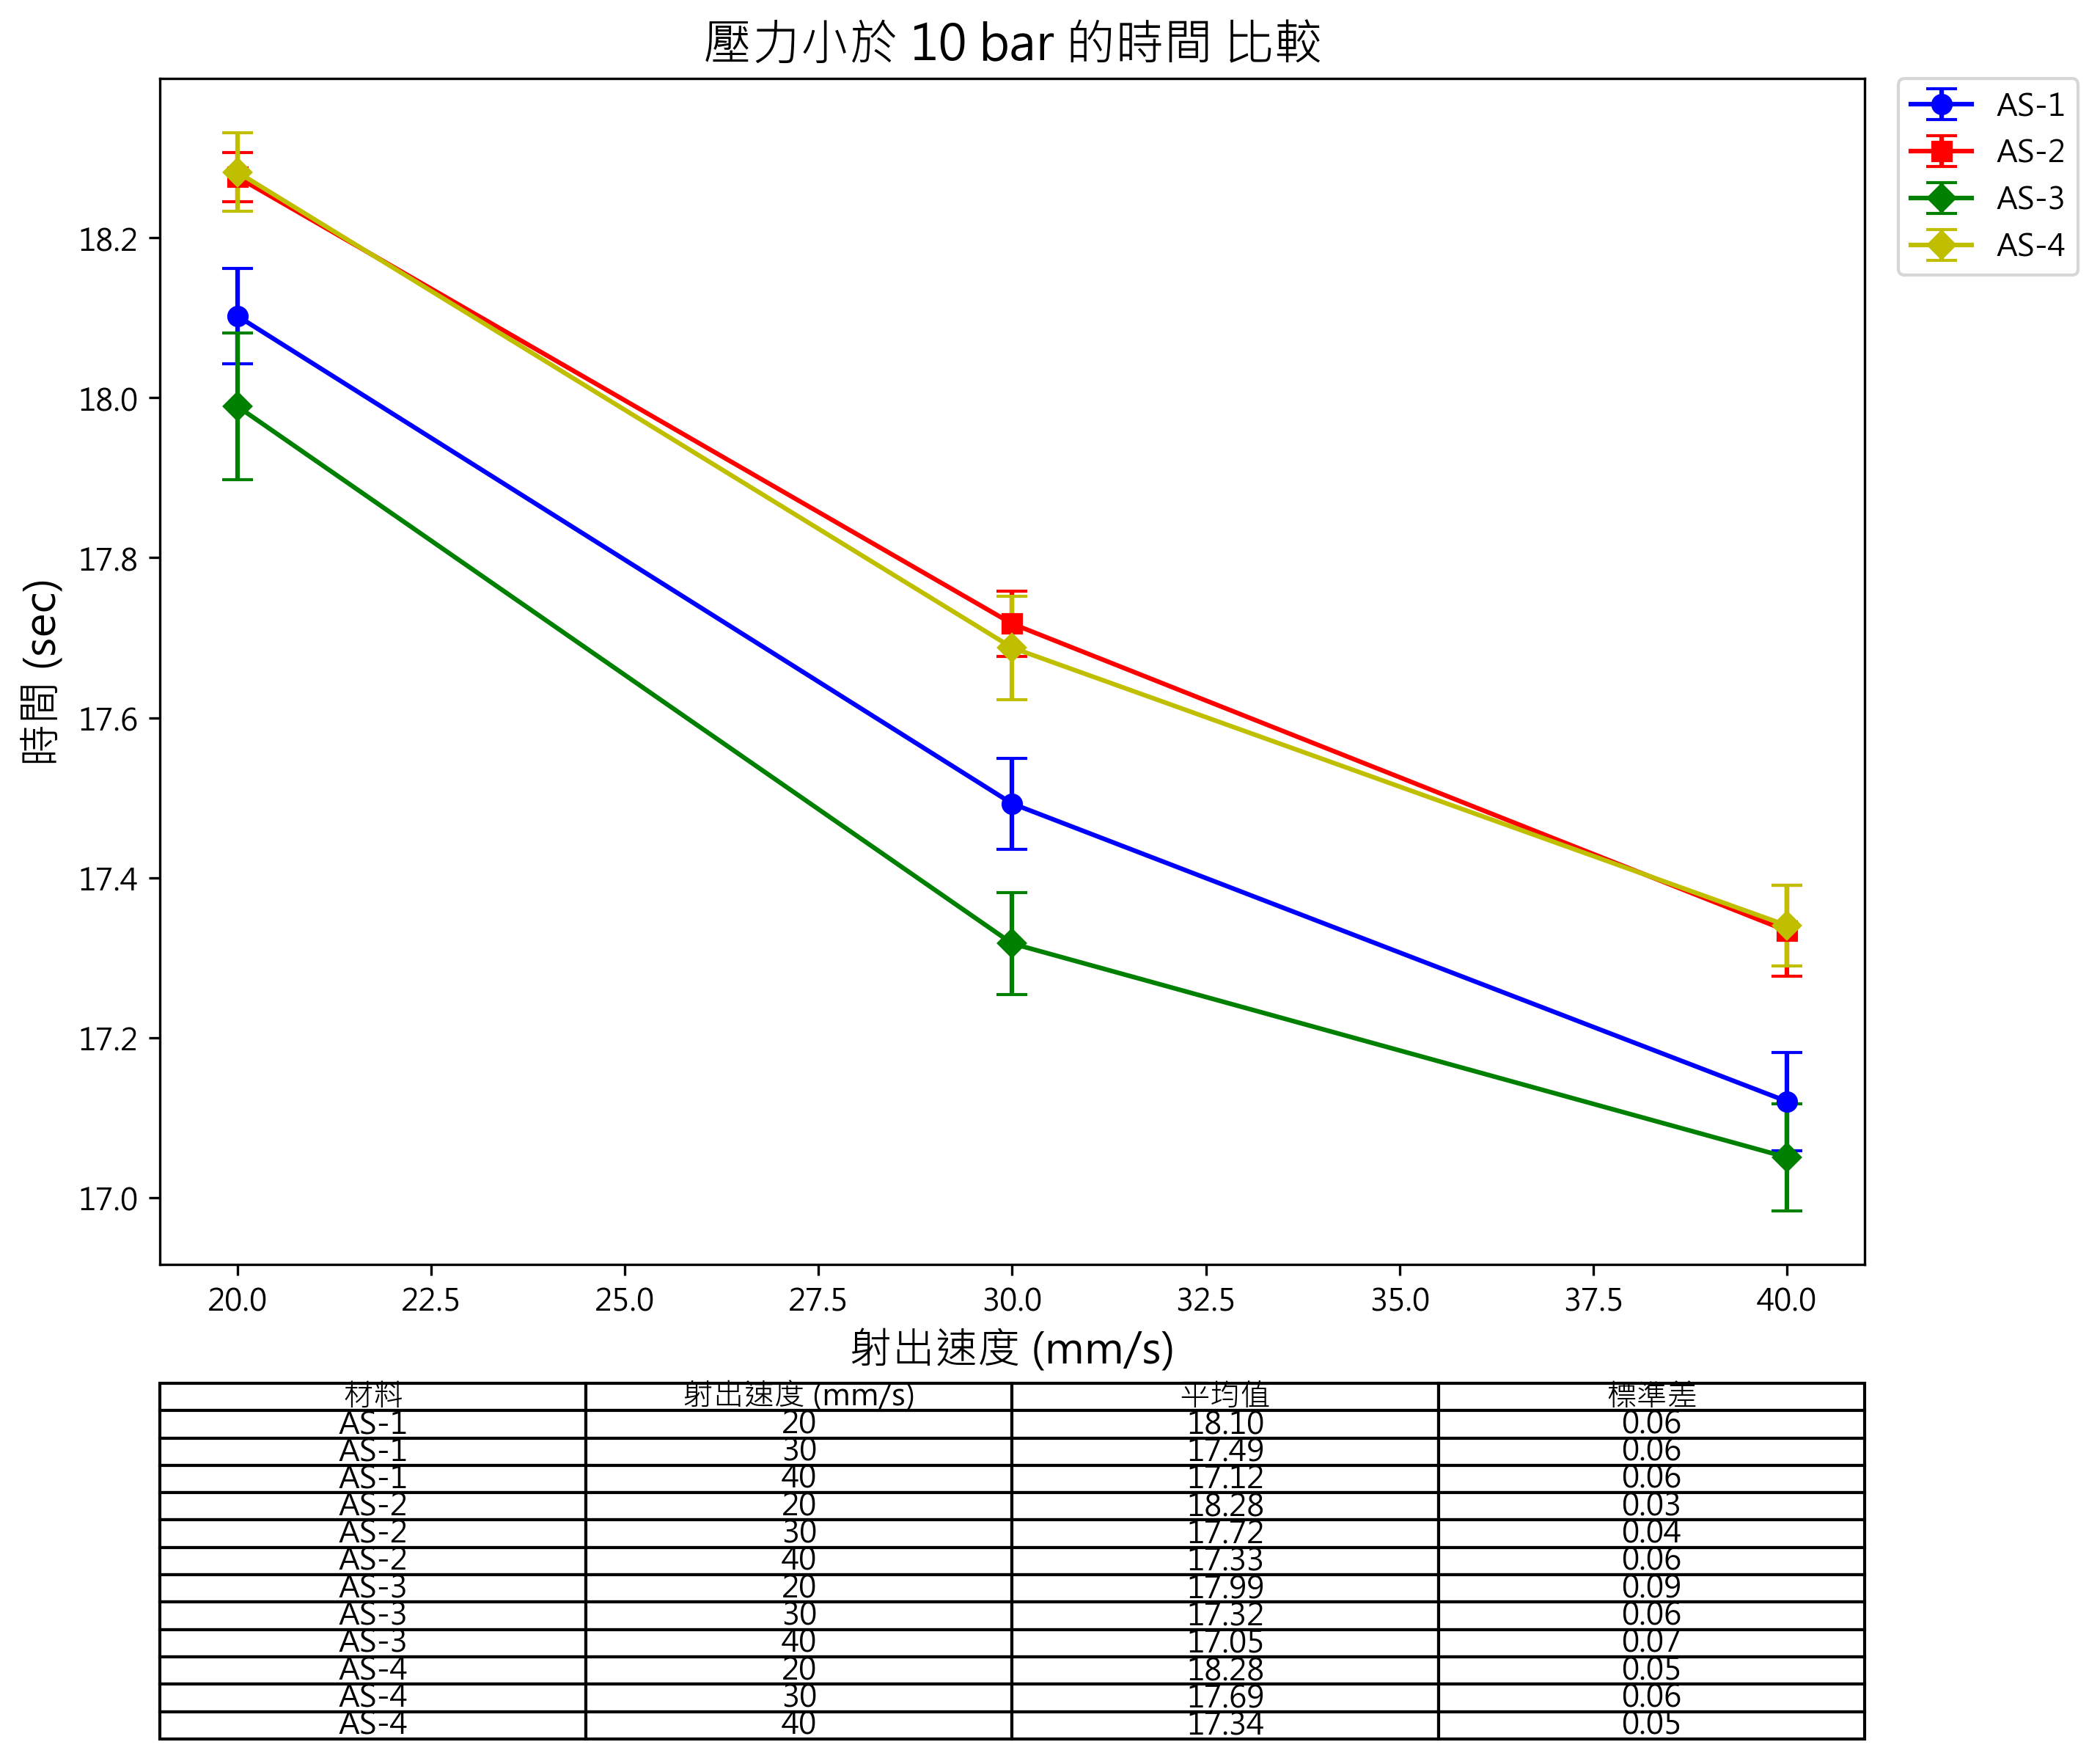 壓力小於 10 bar 的時間 比較
AS-1
AS-2
AS-3
AS-4
時間 (sec)
18.2
18.0
17.8
17.6
17.4
17.2
17.0
20.0 22.5 25.0 27.5 30.0 32.5 35.0 37.5 40.0
射出速度 (mm/s)
材料 射出速度 (mm/s) 平均值 標準差
AS-1 20 18.10 0.06
AS-1 30 17.49 0.06
AS-1 40 17.12 0.06
AS-2 20 18.28 0.03
AS-2 30 17.72 0.04
AS-2 40 17.33 0.06
AS-3 20 17.99 0.09
AS-3 30 17.32 0.06
AS-3 40 17.05 0.07
AS-4 20 18.28 0.05
AS-4 30 17.69 0.06
AS-4 40 17.34 0.05